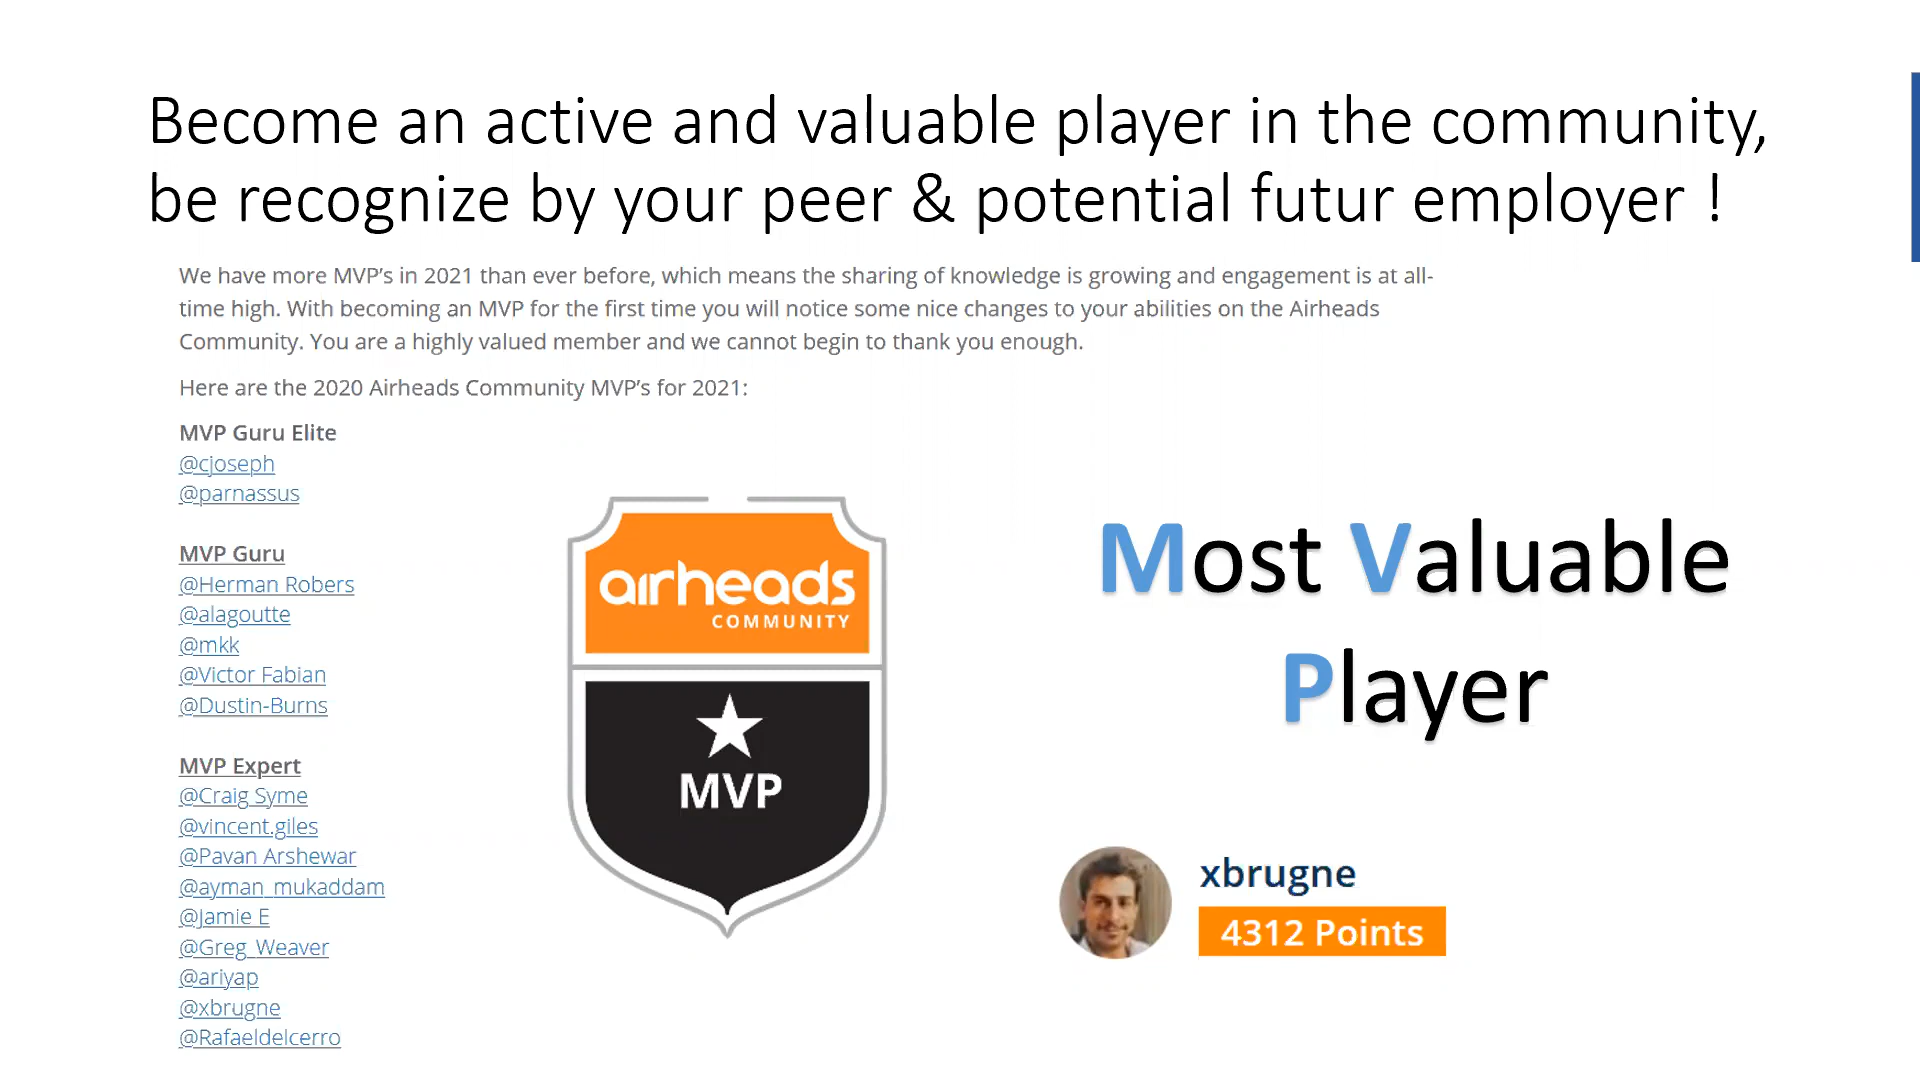 Become an active and valuable player in the community,
be recognize by your peer & potential futur employer !
We have more MVP’s in 2021 than ever before, which means the sharing of knowledge is growing and engagement is at all-
time high. With becoming an MVP for the first time you will notice some nice changes to your abilities on the Airheads
Community. You are a highly valued member and we cannot begin to thank you enough.
Here are the 2020 Airheads Community MVP’s for 2021:
MVP Guru Elite
@cjoseph
@parnassus
MVP Guru
@Herman Robers
@alagoutte
@mkk
@Victor Fabian
@Dustin-Burns
MVP Expert
@Craig Syme
@vincent.giles
@Pavan Arshewar
@ayman_mukaddam
@Jamie E
@Greg_Weaver
@ariyap
@xbrugne
@Rafaeldelcerro
airheads
COMMUNITY
MVP
Most Valuable
Player
xbrugne
4312 Points